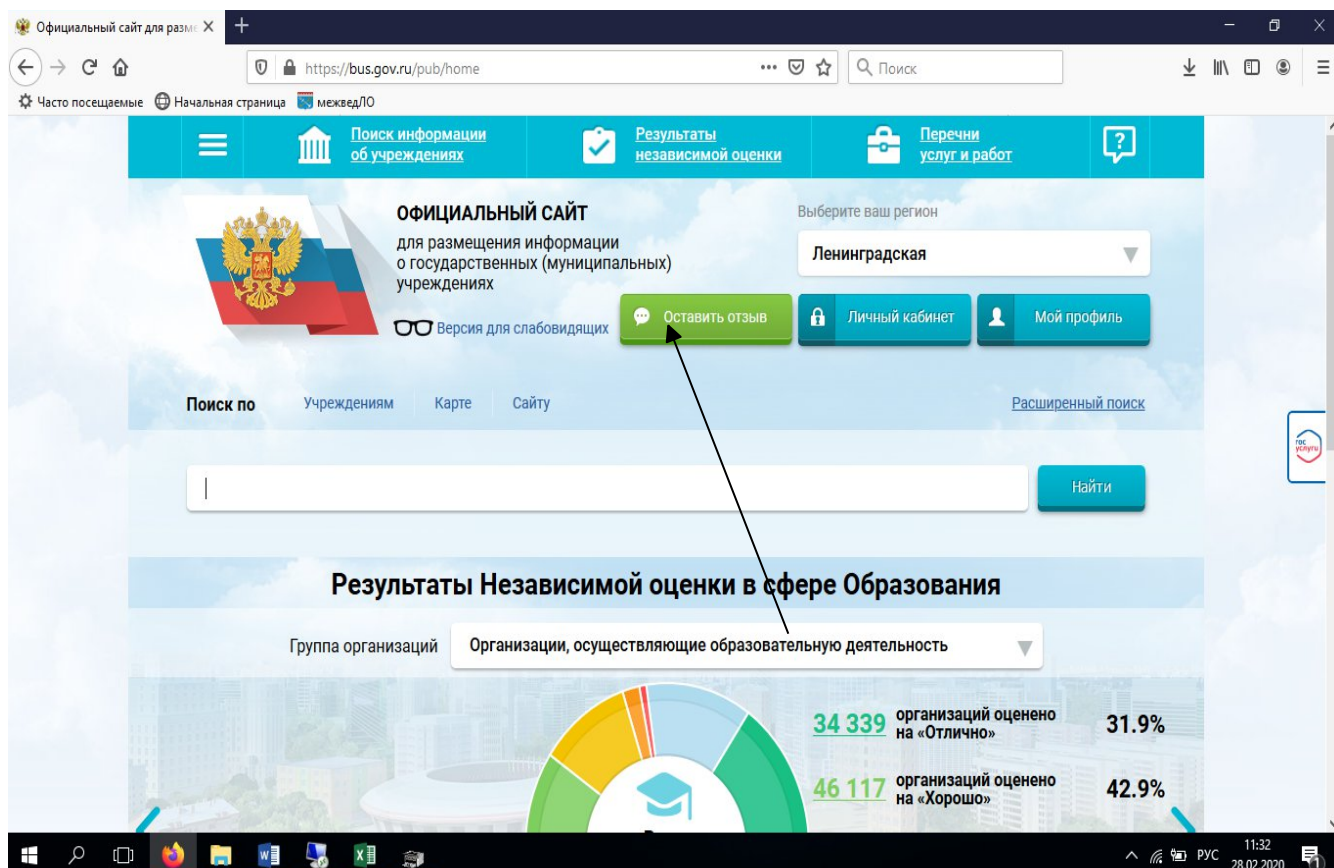 Официальный сайт для разме
https://bus.gov.ru/pub/home
Поиск
Часто посещаемые Начальная страница межведЛО
Поиск информации
об учреждениях
Результаты
независимой оценки
Перечни
услуг и работ
ОФИЦИАЛЬНЫЙ САЙТ
для размещения информации
о государственных (муниципальных)
учреждениях
Версия для слабовидящих
Выберите ваш регион
Ленинградская
Оставить отзыв
Личный кабинет
Мой профиль
Поиск по Учреждениям Карте Сайту
Расширенный поиск
гос
услуги
Найти
Результаты Независимой оценки в сфере Образования
Группа организаций Организации, осуществляющие образовательную деятельность
34 339 организаций оценено на «Отлично» 31.9%
46 117 организаций оценено на «Хорошо» 42.9%
РУС
11:32
28.02.2020